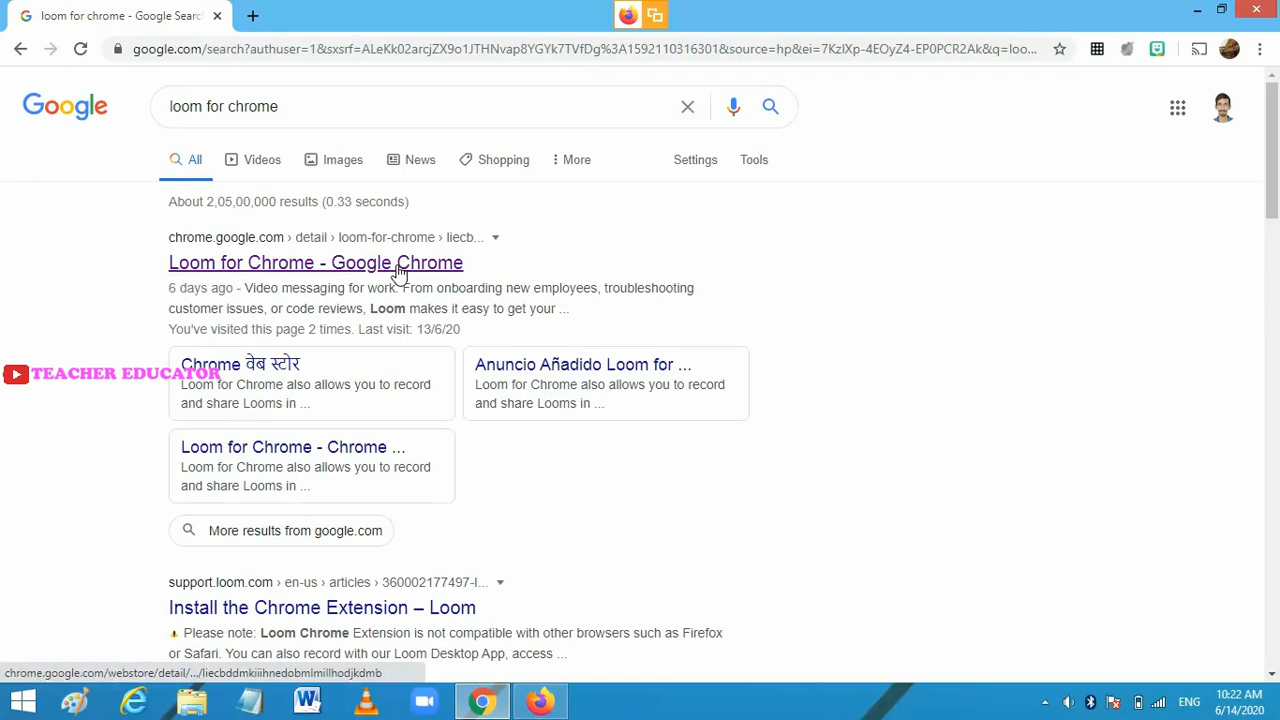 loom for chrome - Google Searc
google.com/search?authuser=1&sxsrf=ALeKk02arcjZX9o1JTHNvap8YGYk7TVfDg%3A1592110316301&source=hp&ei=7KzlXp-4EOyZ4-EP0PCR2Ak&q=loo...
Google
loom for chrome
All Videos Images News Shopping More Settings Tools
About 2,05,00,000 results (0.33 seconds)
chrome.google.com › detail › loom-for-chrome › liecb...
Loom for Chrome - Google Chrome
6 days ago - Video messaging for work. From onboarding new employees, troubleshooting
customer issues, or code reviews, Loom makes it easy to get your ...
You've visited this page 2 times. Last visit: 13/6/20
Chrome वेब स्टोर
Loom for Chrome also allows you to record
and share Looms in ...
Anuncio Añadido Loom for ...
Loom for Chrome also allows you to record
and share Looms in ...
TEACHER EDUCATOR
Loom for Chrome - Chrome ...
Loom for Chrome also allows you to record
and share Looms in ...
More results from google.com
support.loom.com › en-us › articles › 360002177497-I...
Install the Chrome Extension – Loom
Please note: Loom Chrome Extension is not compatible with other browsers such as Firefox
or Safari. You can also record with our Loom Desktop App, access ...
chrome.google.com/webstore/detail/.../liecbddmkiiihnedobmlmillhodjkdmb
ENG
10:22 AM
6/14/2020